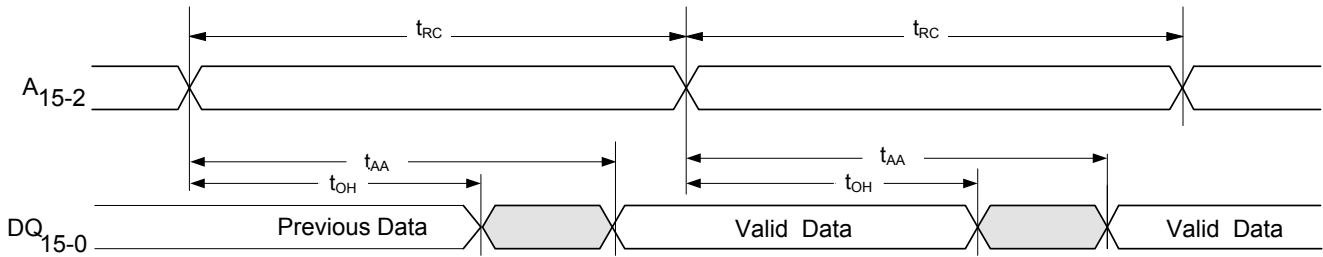 tRC tRC
A15-2
tAA tAA
tOH tOH
DQ15-0 Previous Data Valid Data Valid Data